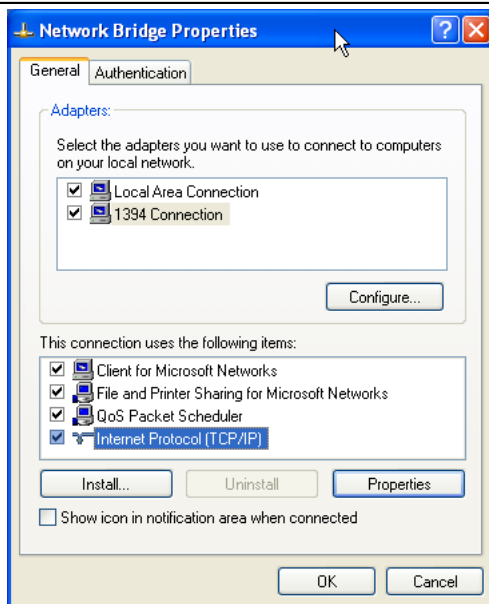 Network Bridge Properties
General
Authentication
Adapters:
Select the adapters you want to use to connect to computers
on your local network.
Local Area Connection
1394 Connection
Configure...
This connection uses the following items:
Client for Microsoft Networks
File and Printer Sharing for Microsoft Networks
QoS Packet Scheduler
Internet Protocol (TCP/IP)
Install...
Uninstall
Properties
Show icon in notification area when connected
OK
Cancel